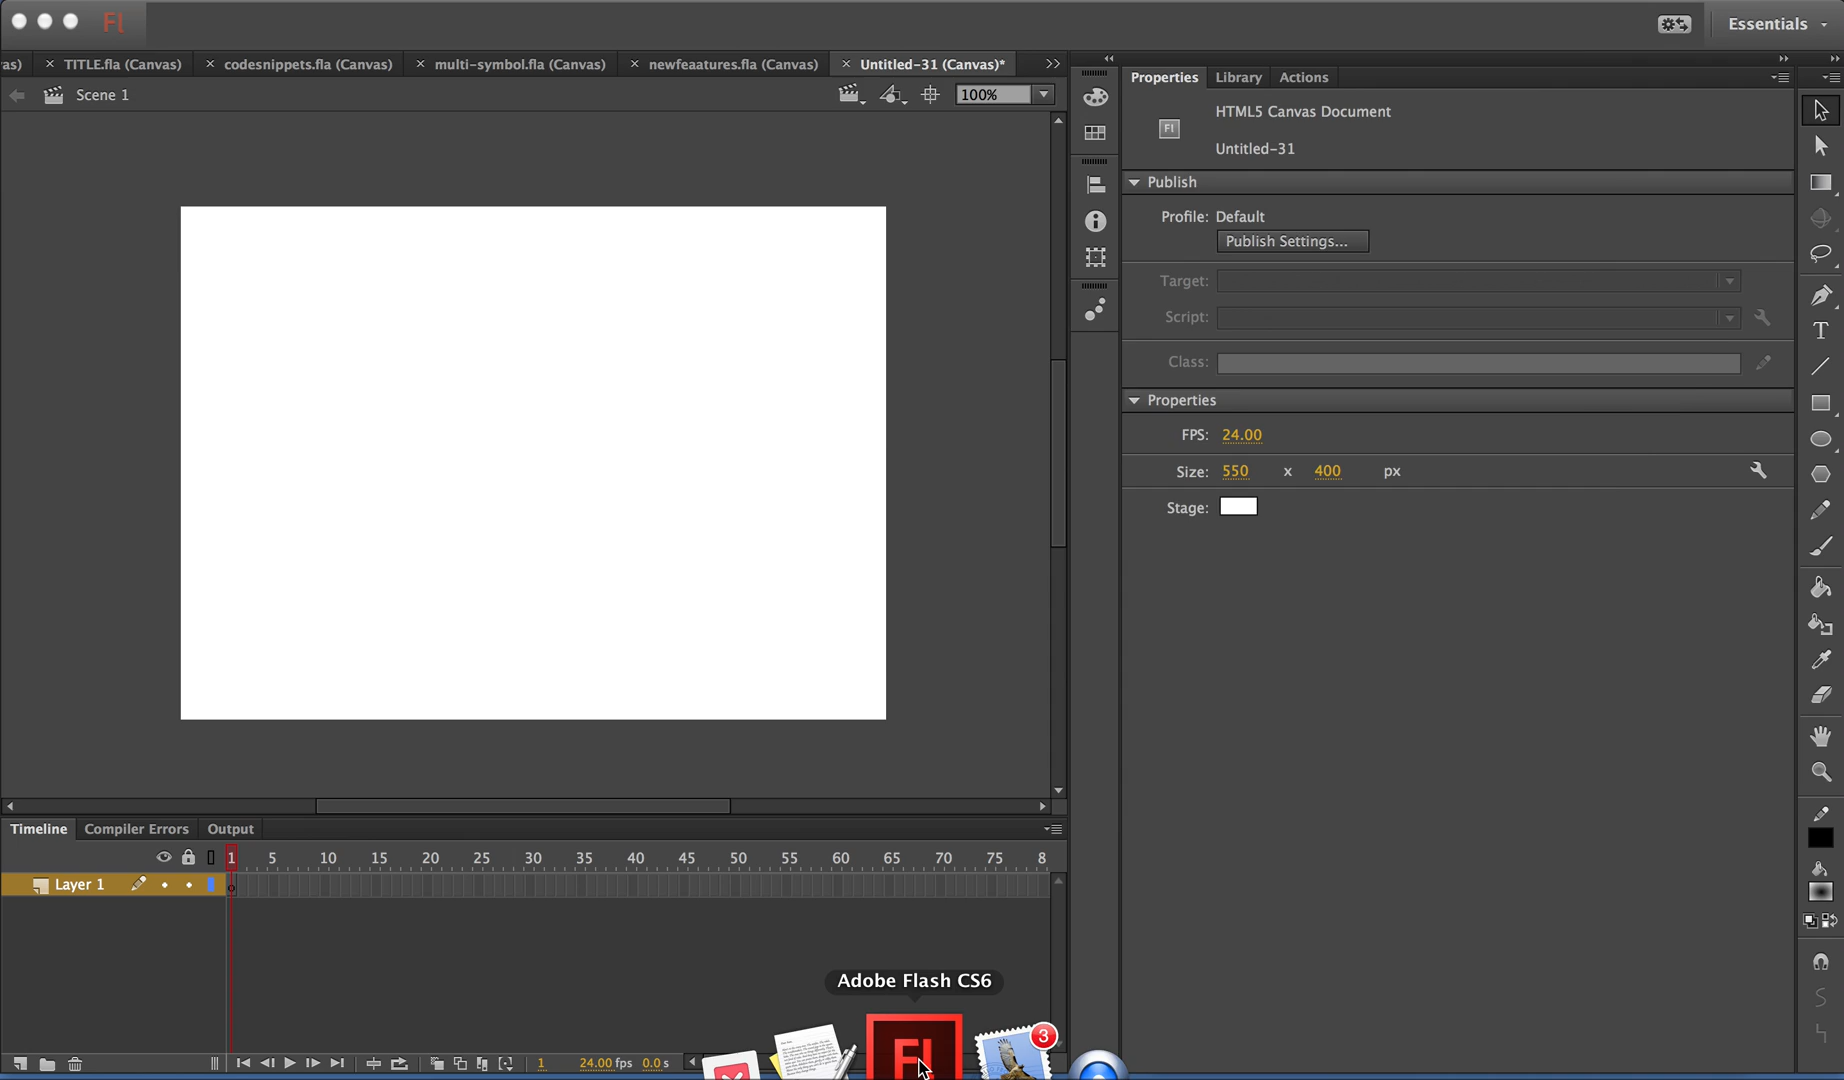 Fl
Essentials
as)
× TITLE.fla (Canvas)
× codesnippets.fla (Canvas)
× multi-symbol.fla (Canvas)
× newfeaatures.fla (Canvas)
× Untitled-31 (Canvas)*
Scene 1
100%
Properties
Library
Actions
HTML5 Canvas Document
Fl
Untitled-31
Publish
Profile: Default
Publish Settings...
Target:
Script:
Class:
Properties
FPS: 24.00
Size: 550 x 400 px
Stage:
T
Timeline
Compiler Errors
Output
1 5 10 15 20 25 30 35 40 45 50 55 60 65 70 75 8
Layer 1
Adobe Flash CS6
Fl
3
1 24.00 fps 0.0 s